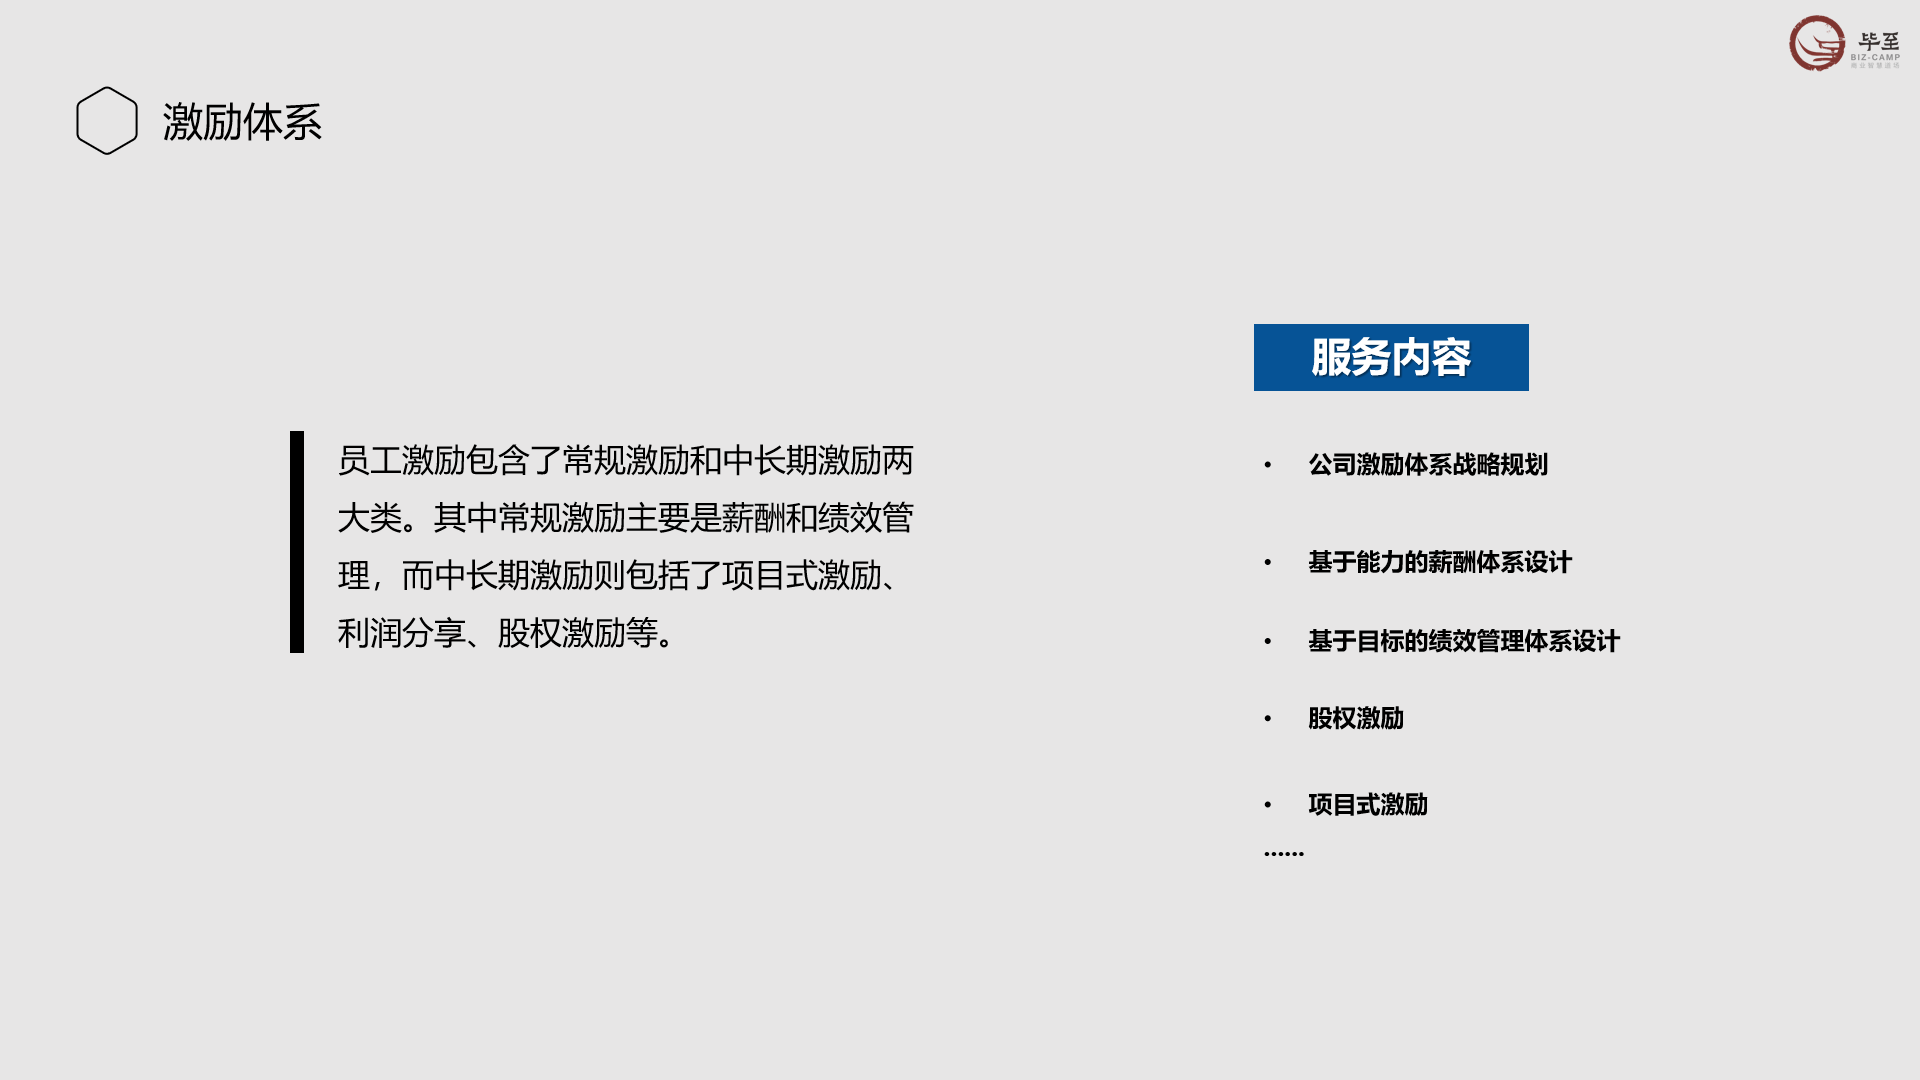 毕至
BIZ-CAMP
激励体系
员工激励包含了常规激励和中长期激励两
大类。其中常规激励主要是薪酬和绩效管
理，而中长期激励则包括了项目式激励、
利润分享、股权激励等。
服务内容
• 公司激励体系战略规划
• 基于能力的薪酬体系设计
• 基于目标的绩效管理体系设计
• 股权激励
• 项目式激励
……